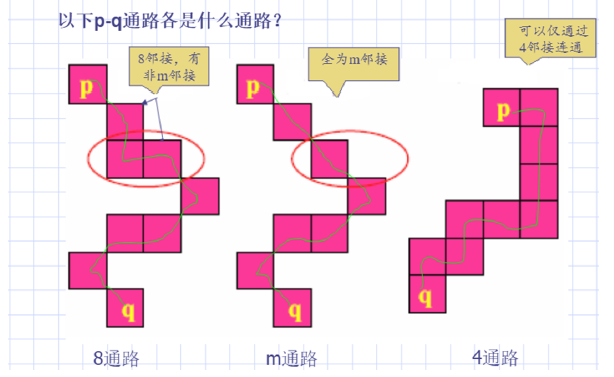 以下p-q通路各是什么通路？
8邻接，有
非m邻接
全为m邻接
可以仅通过
4邻接连通
p
p
p
q
q
q
8通路
m通路
4通路